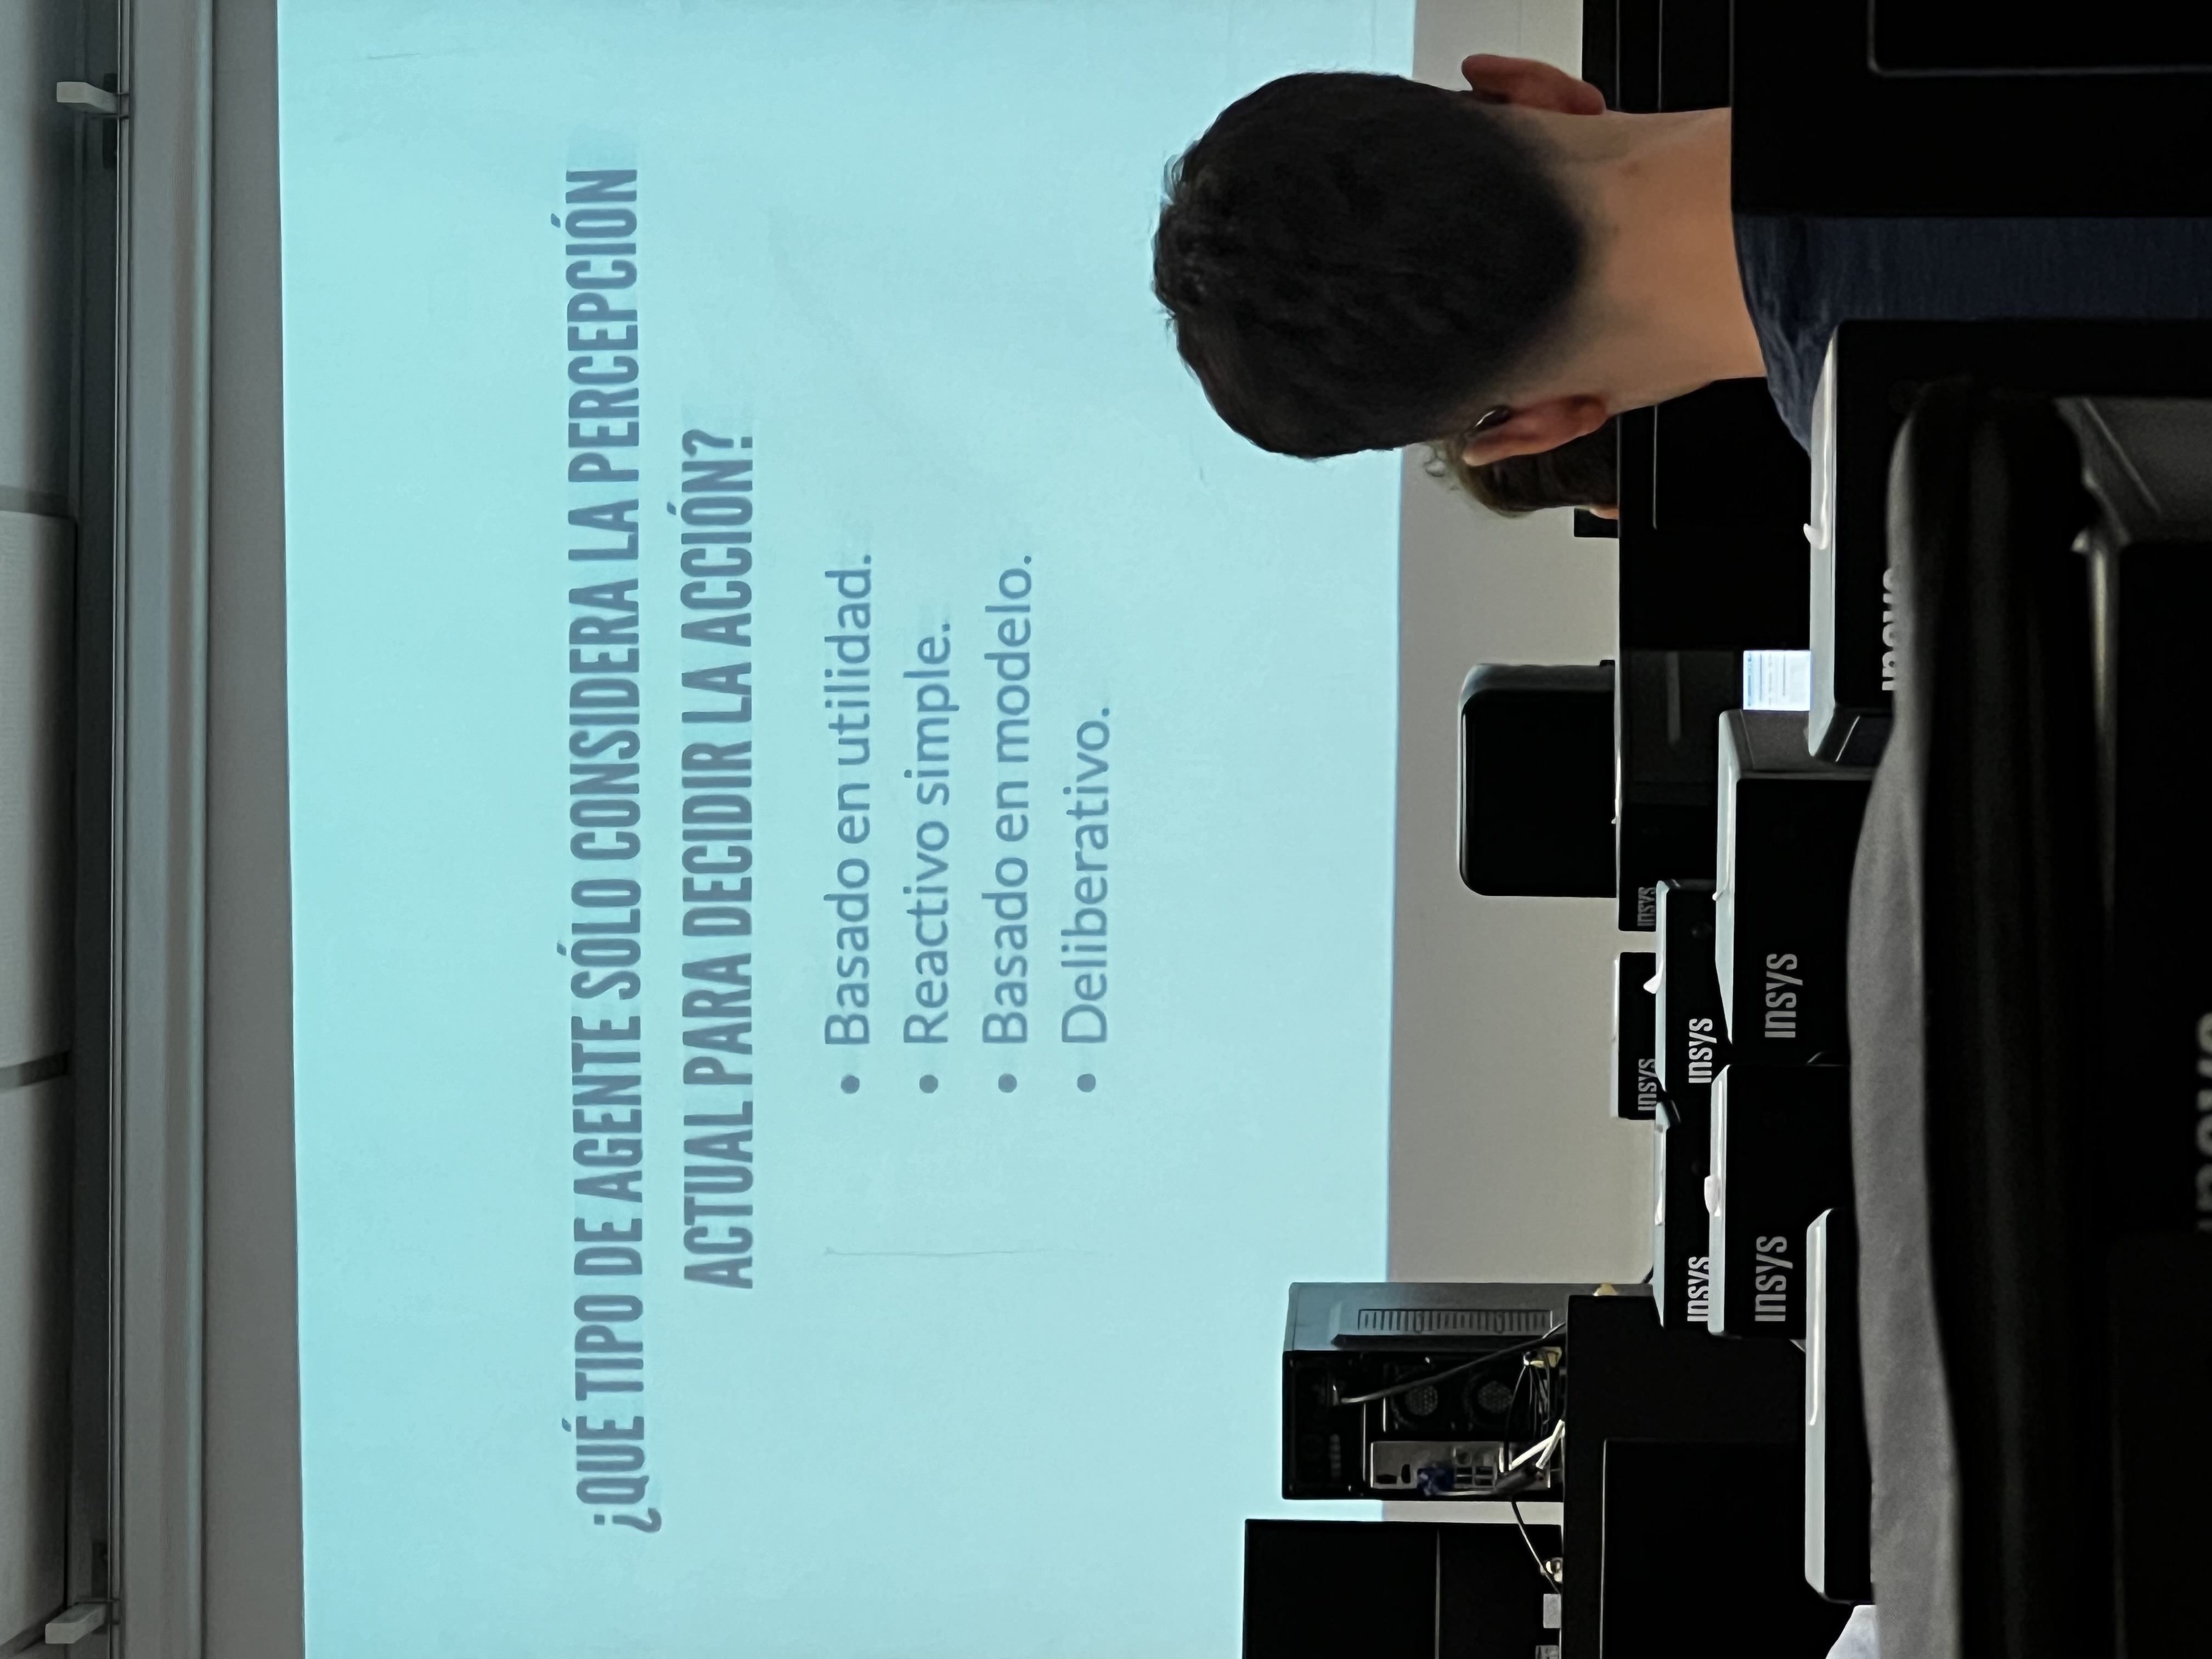 ¿QUÉ TIPO DE AGENTE SÓLO CONSIDERA LA PERCEPCIÓN
ACTUAL PARA DECIDIR LA ACCIÓN?
• Basado en utilidad.
• Reactivo simple.
• Basado en modelo.
• Deliberativo.
insys
insys
insys
insys
insys
insys
insys